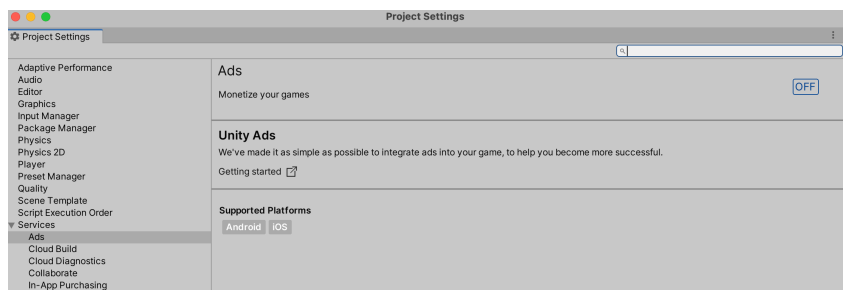 Project Settings
Project Settings
Adaptive Performance
Audio
Editor
Graphics
Input Manager
Package Manager
Physics
Physics 2D
Player
Preset Manager
Quality
Scene Template
Script Execution Order
Services
Ads
Cloud Build
Cloud Diagnostics
Collaborate
In-App Purchasing
Ads
Monetize your games
OFF
Unity Ads
We've made it as simple as possible to integrate ads into your game, to help you become more successful.
Getting started
Supported Platforms
Android iOS